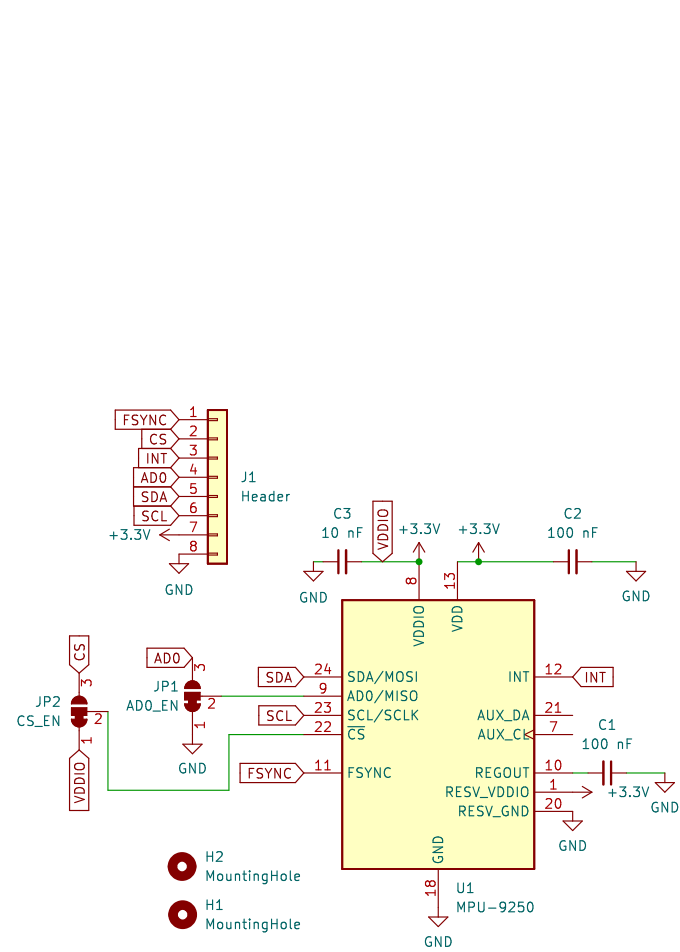 FSYNC 1
CS 2
INT 3
AD0 4
SDA 5
SCL 6
+3.3V 7
8
GND
J1
Header
C3
10 nF
VDDIO
+3.3V
+3.3V
C2
100 nF
GND
GND
8
13
VDDIO
VDD
CS
3
JP2
CS_EN
2
1
VDDIO
AD0
3
JP1
AD0_EN
2
1
GND
SDA 24 SDA/MOSI
9 AD0/MISO
SCL 23 SCL/SCLK
22 CS
FSYNC 11 FSYNC
INT 12 INT
AUX_DA 21
AUX_CL 7
REGOUT 10
RESV_VDDIO 1 +3.3V
RESV_GND 20
C1
100 nF
GND
GND
GND
18
GND
U1
MPU-9250
H2
MountingHole
H1
MountingHole